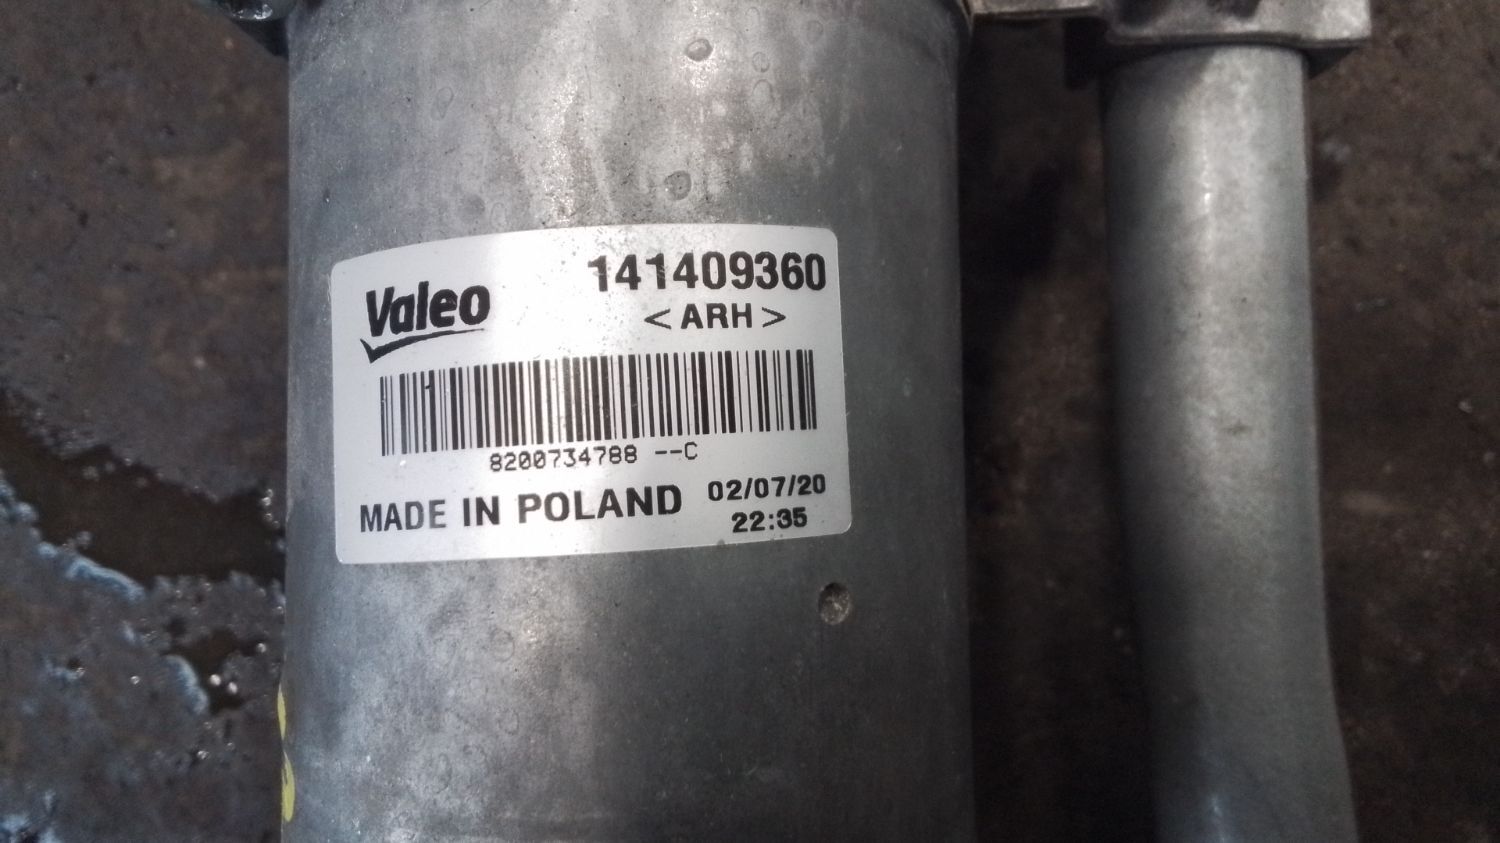 Valeo
141409360
<ARH>
8200734788 --C
MADE IN POLAND
02/07/20
22:35